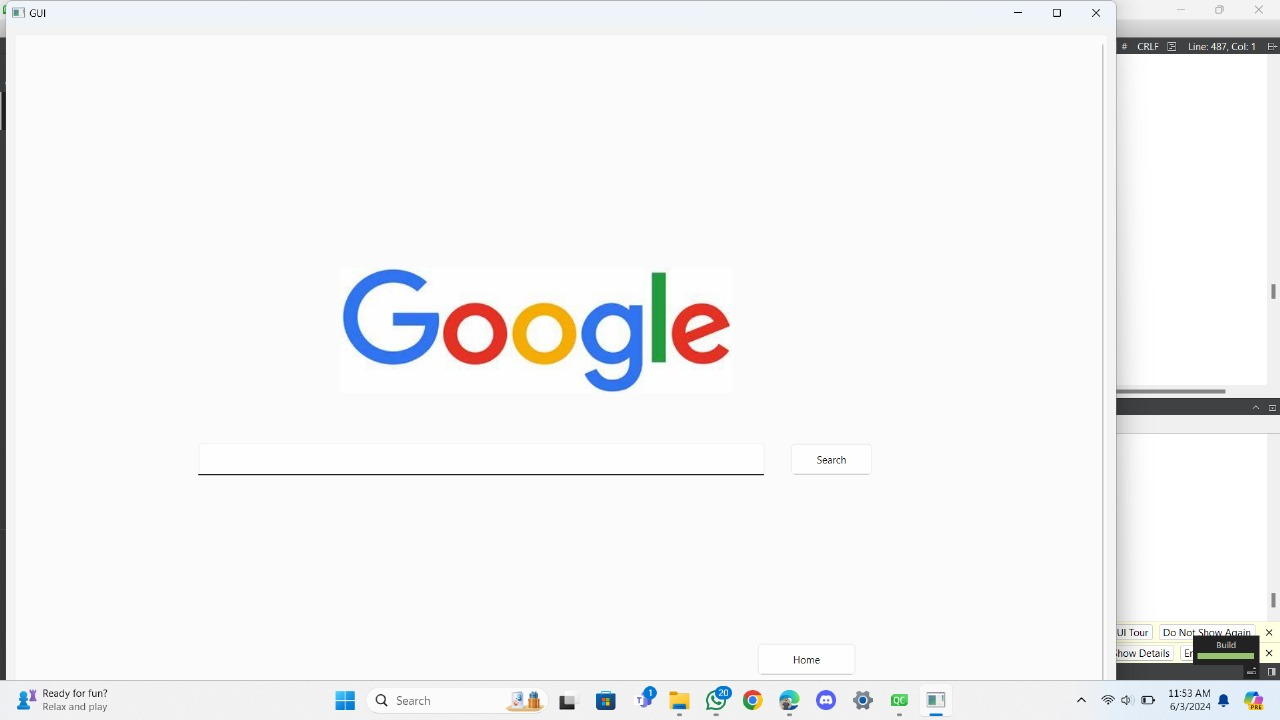 GUI
# CRLF Line: 487, Col: 1
Google
Search
UI Tour Do Not Show Again
Build
Show Details
Home
Ready for fun?
Relax and play
Search
1
20
11:53 AM
6/3/2024
PRE